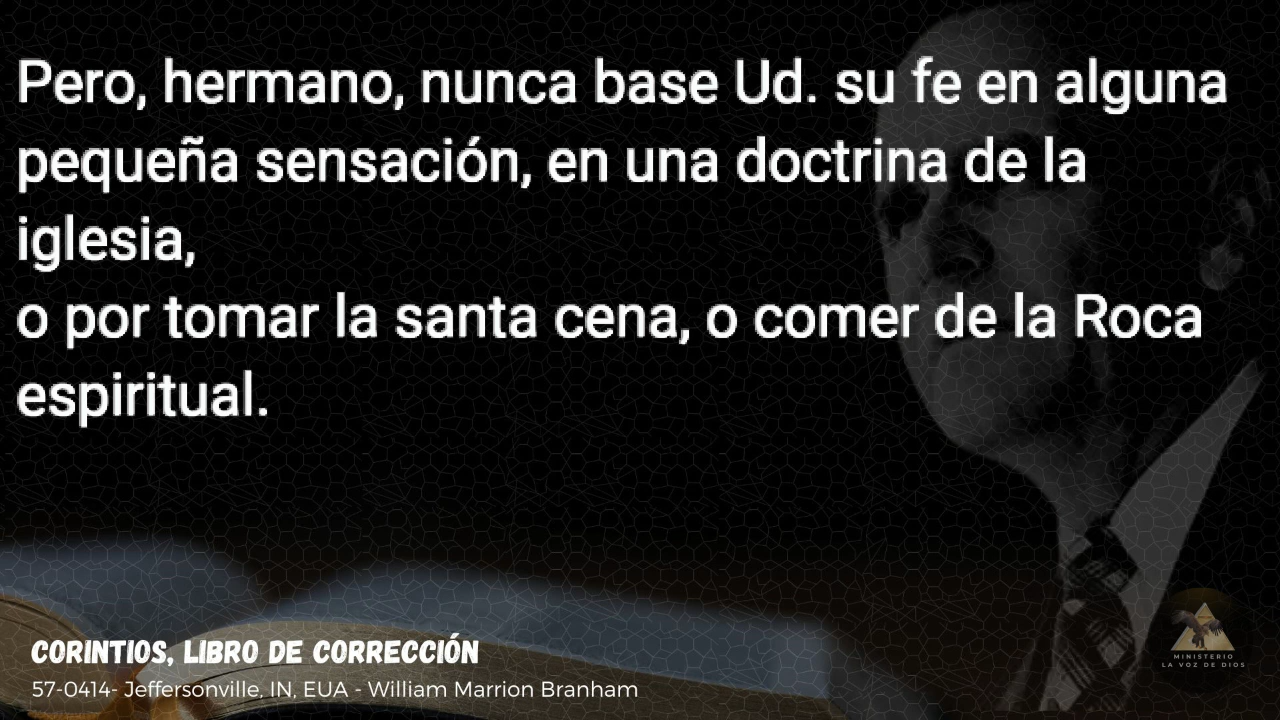 Pero, hermano, nunca base Ud. su fe en alguna
pequeña sensación, en una doctrina de la
iglesia,
o por tomar la santa cena, o comer de la Roca
espiritual.
CORINTIOS, LIBRO DE CORRECCIÓN
57-0414- Jeffersonville, IN, EUA - William Marrion Branham
MINISTERIO
LA VOZ DE DIOS